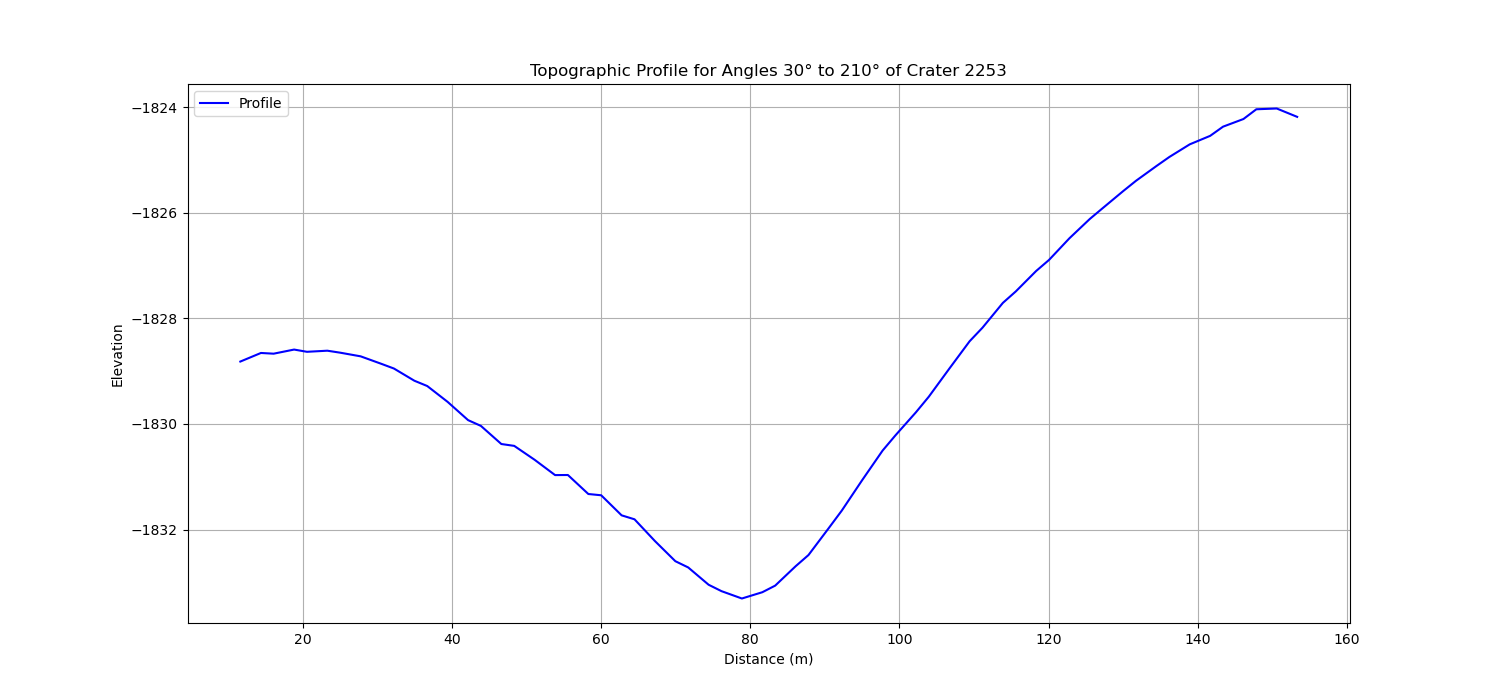 Topographic Profile for Angles 30° to 210° of Crater 2253
Profile
−1824
−1826
−1828
−1830
−1832
Elevation
20 40 60 80 100 120 140 160
Distance (m)